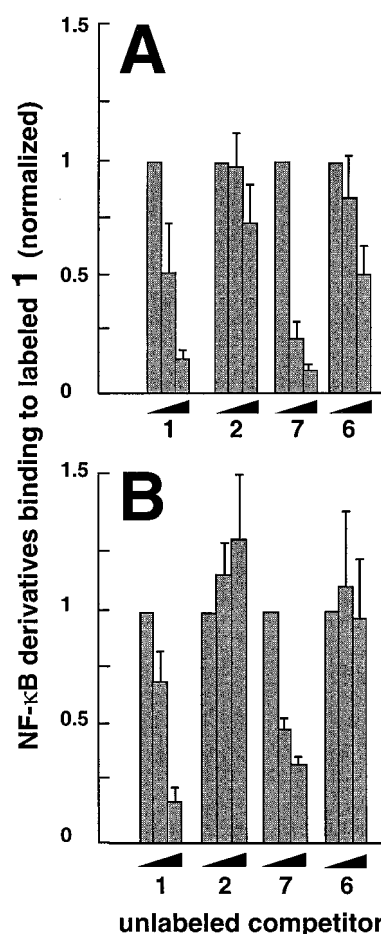 NF-κB derivatives binding to labeled 1 (normalized)
A
1.5
1
0.5
0
1 2 7 6
B
1.5
1
0.5
0
1 2 7 6
unlabeled competitor